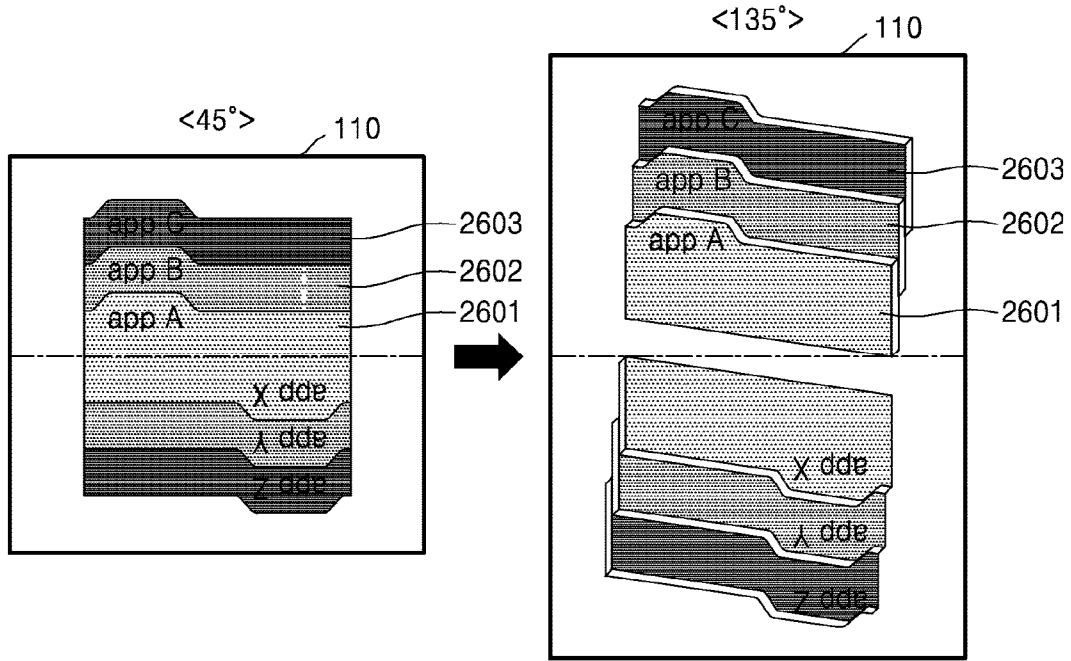 <45°>
110
app C
2603
app B
2602
app A
2601
app X
app Y
app Z
<135°>
110
app C
2603
app B
2602
app A
2601
app X
app Y
app Z